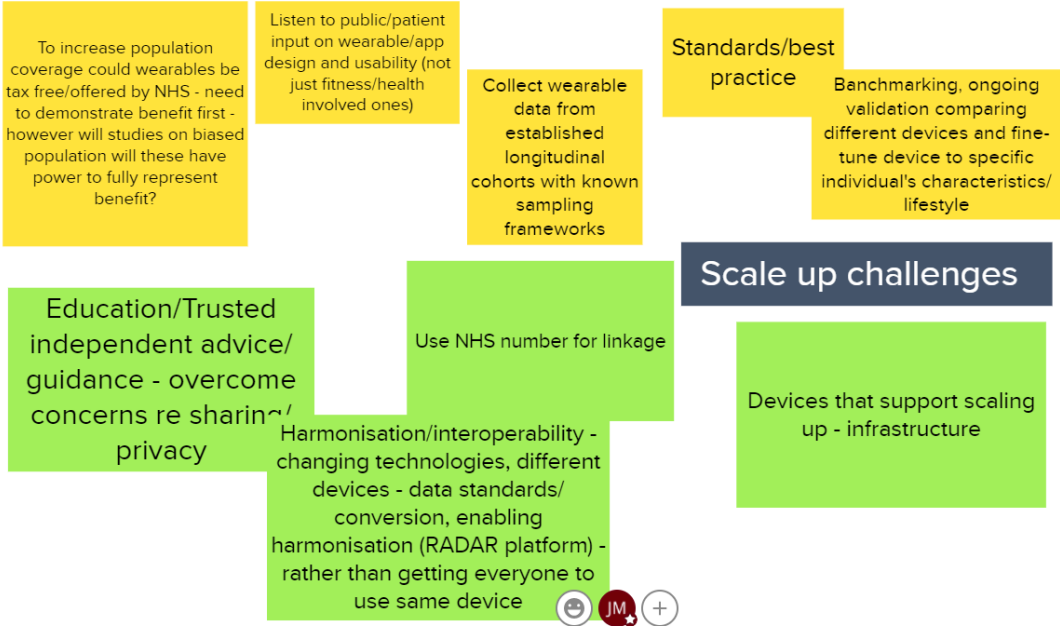 To increase population
coverage could wearables be
tax free/offered by NHS - need
to demonstrate benefit first -
however will studies on biased
population will these have
power to fully represent
benefit?
Listen to public/patient
input on wearable/app
design and usability (not
just fitness/health
involved ones)
Collect wearable
data from
established
longitudinal
cohorts with known
sampling
frameworks
Standards/best
practice
Banchmarking, ongoing
validation comparing
different devices and fine-
tune device to specific
individual's characteristics/
lifestyle
Scale up challenges
Education/Trusted
independent advice/
guidance - overcome
concerns re sharing/
privacy
Use NHS number for linkage
Harmonisation/interoperability -
changing technologies, different
devices - data standards/
conversion, enabling
harmonisation (RADAR platform) -
rather than getting everyone to
use same device
Devices that support scaling
up - infrastructure
JM